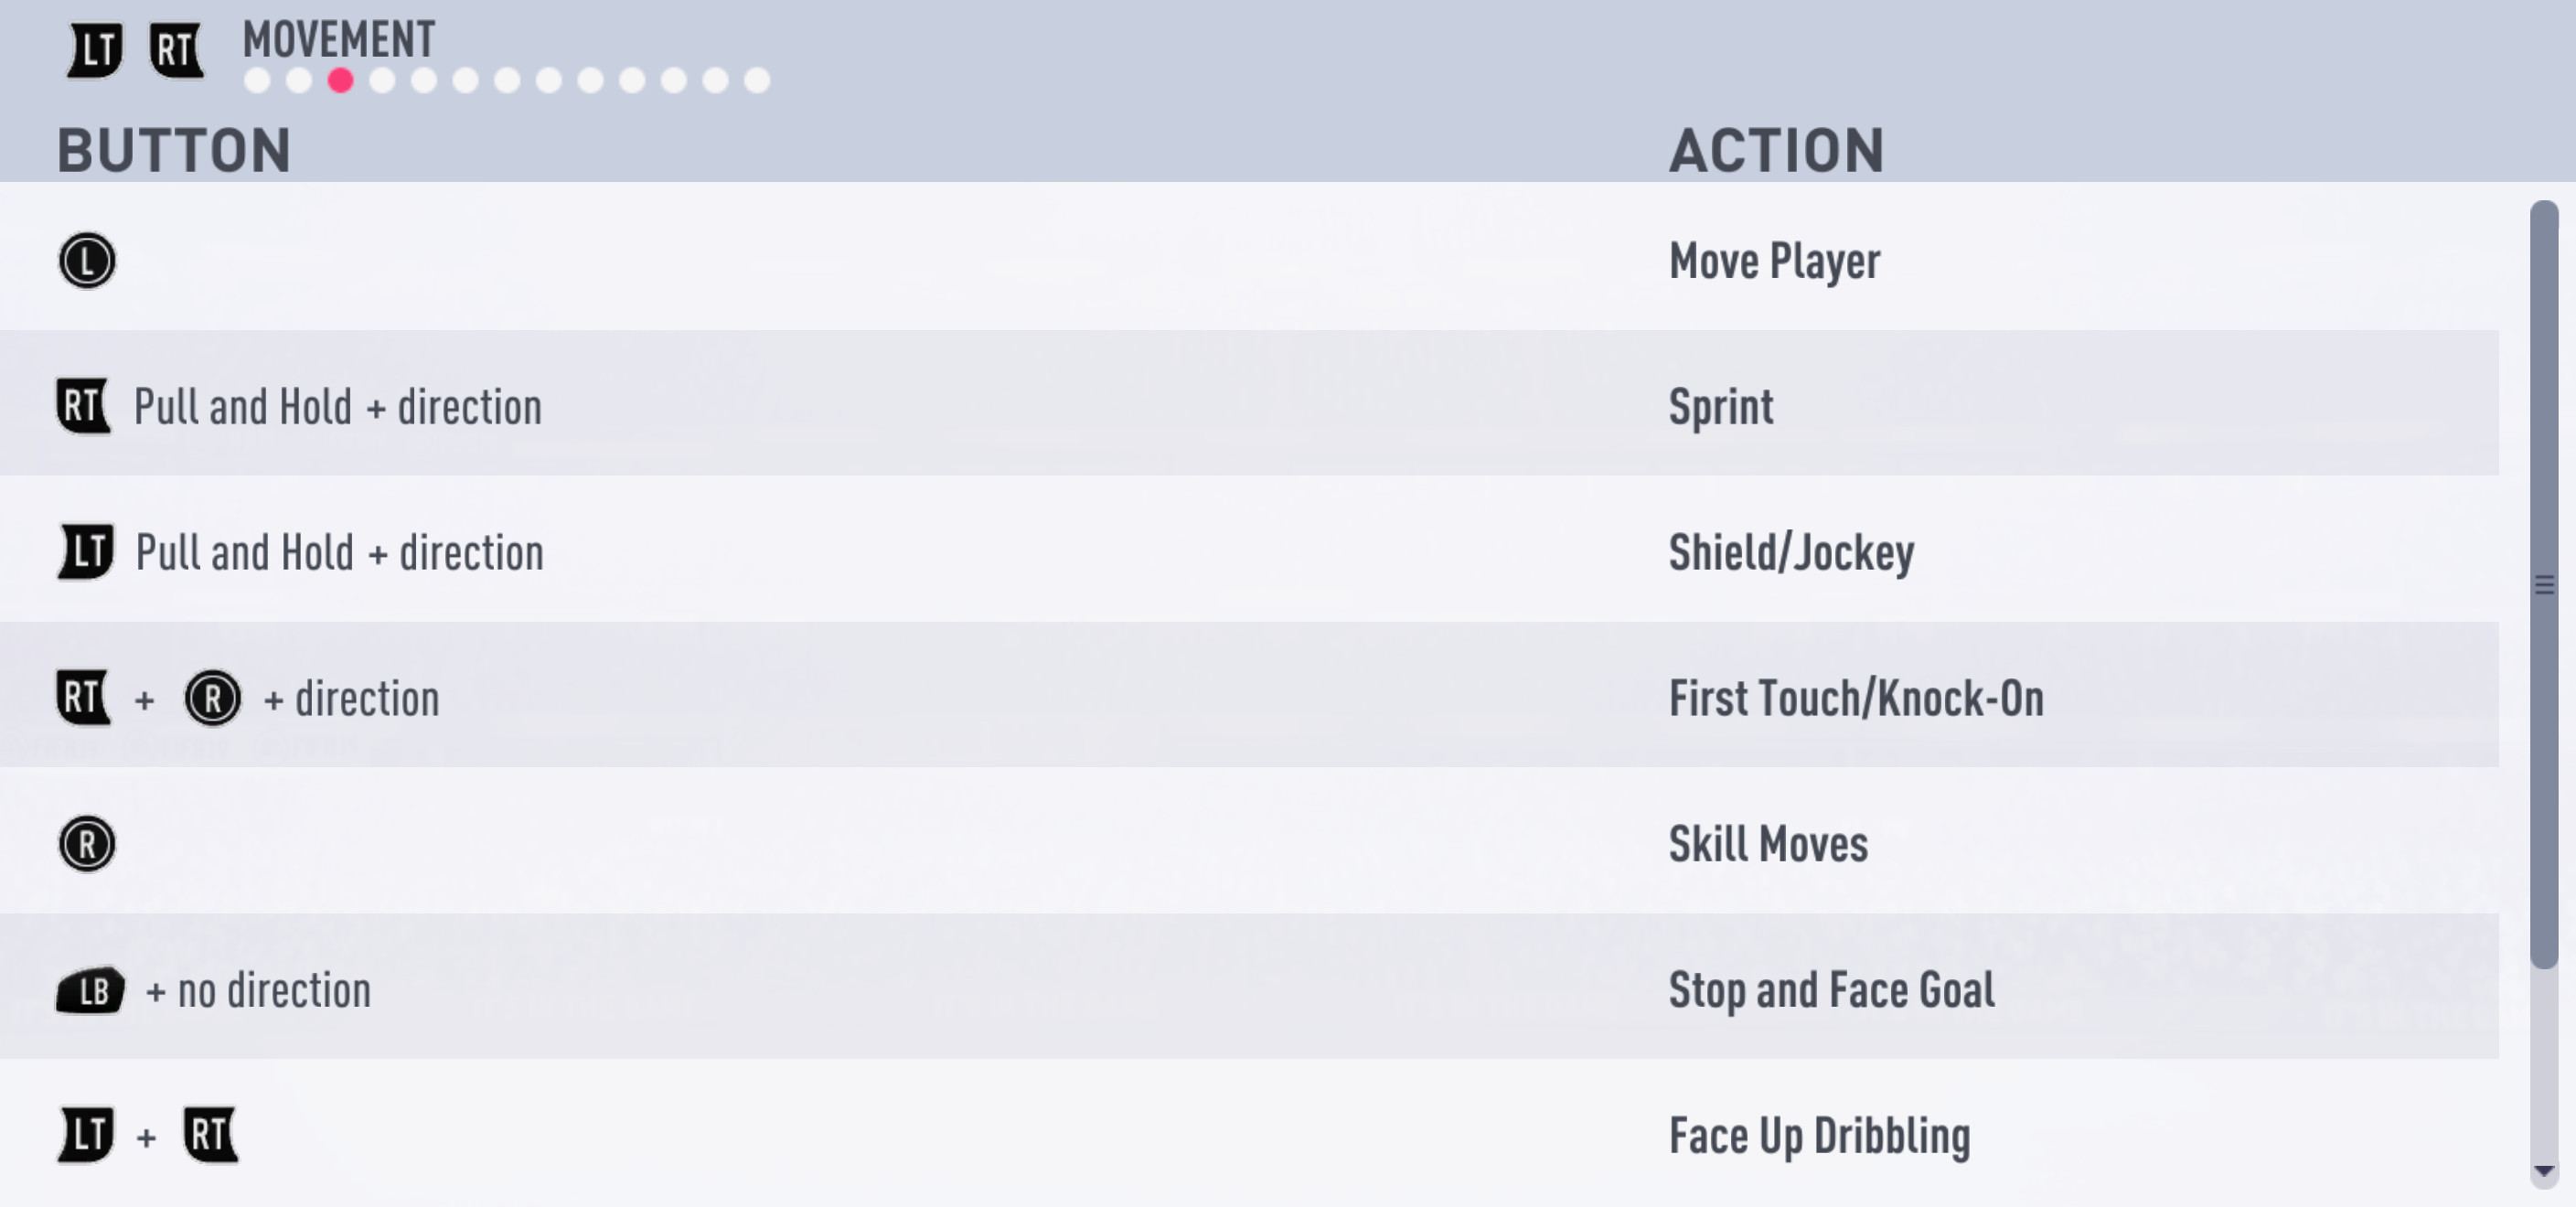 LT RT MOVEMENT
BUTTON ACTION
L Move Player
RT Pull and Hold + direction Sprint
LT Pull and Hold + direction Shield/Jockey
RT + R + direction First Touch/Knock-On
R Skill Moves
LB + no direction Stop and Face Goal
LT + RT Face Up Dribbling